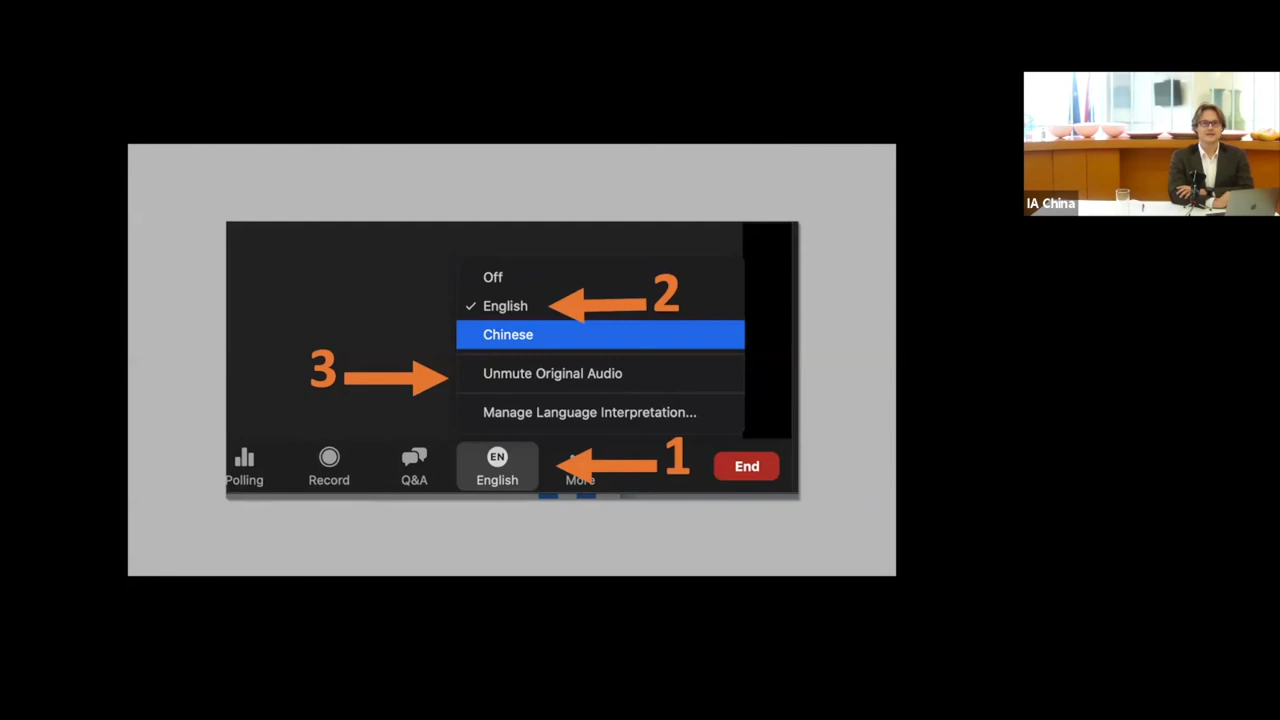 IA China
Off
English
2
Chinese
3
Unmute Original Audio
Manage Language Interpretation...
1
EN
Polling
Record
Q&A
English
More
End